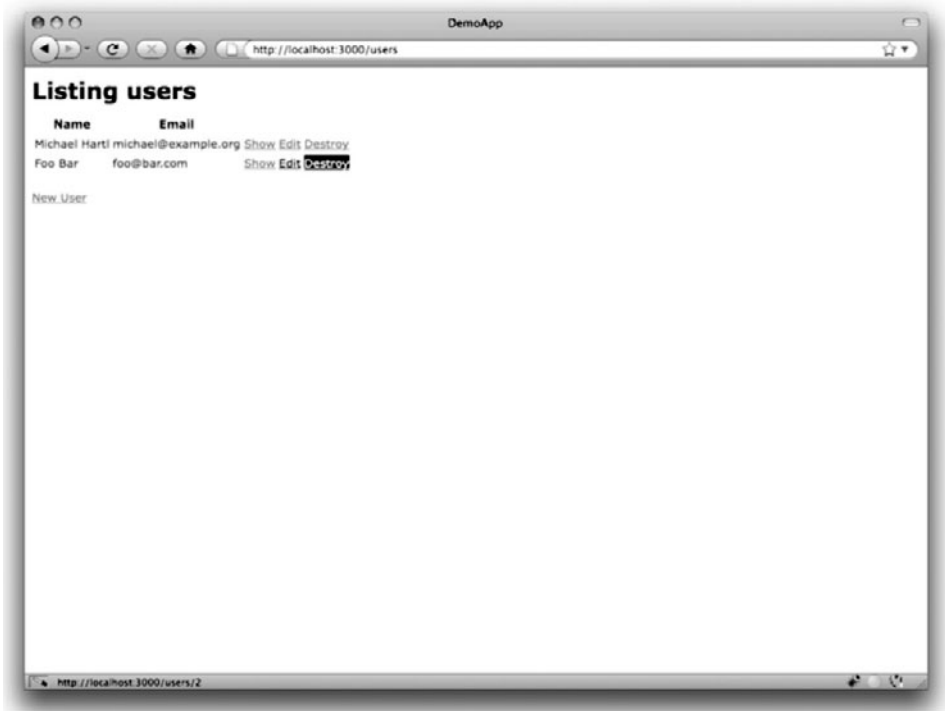 DemoApp
http://localhost:3000/users
Listing users
Name Email
Michael Hartl michael@example.org Show Edit Destroy
Foo Bar foo@bar.com Show Edit Destroy
New User
http://localhost:3000/users/2